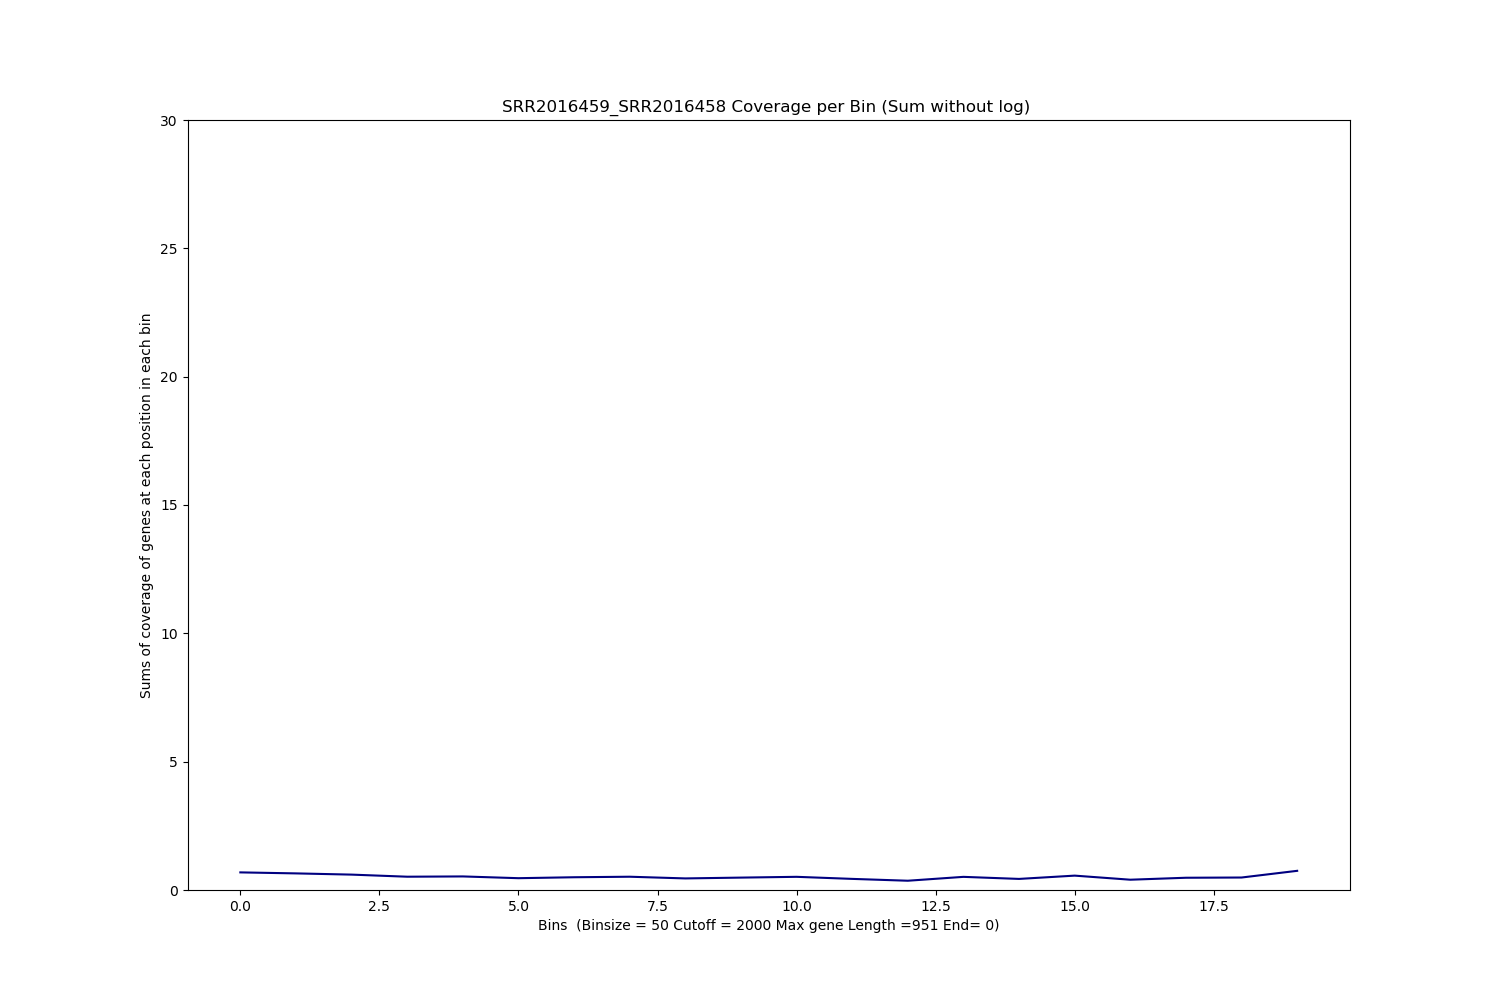 SRR2016459_SRR2016458 Coverage per Bin (Sum without log)
30
25
20
15
10
5
0
Sums of coverage of genes at each position in each bin
0.0 2.5 5.0 7.5 10.0 12.5 15.0 17.5
Bins  (Binsize = 50 Cutoff = 2000 Max gene Length =951 End= 0)